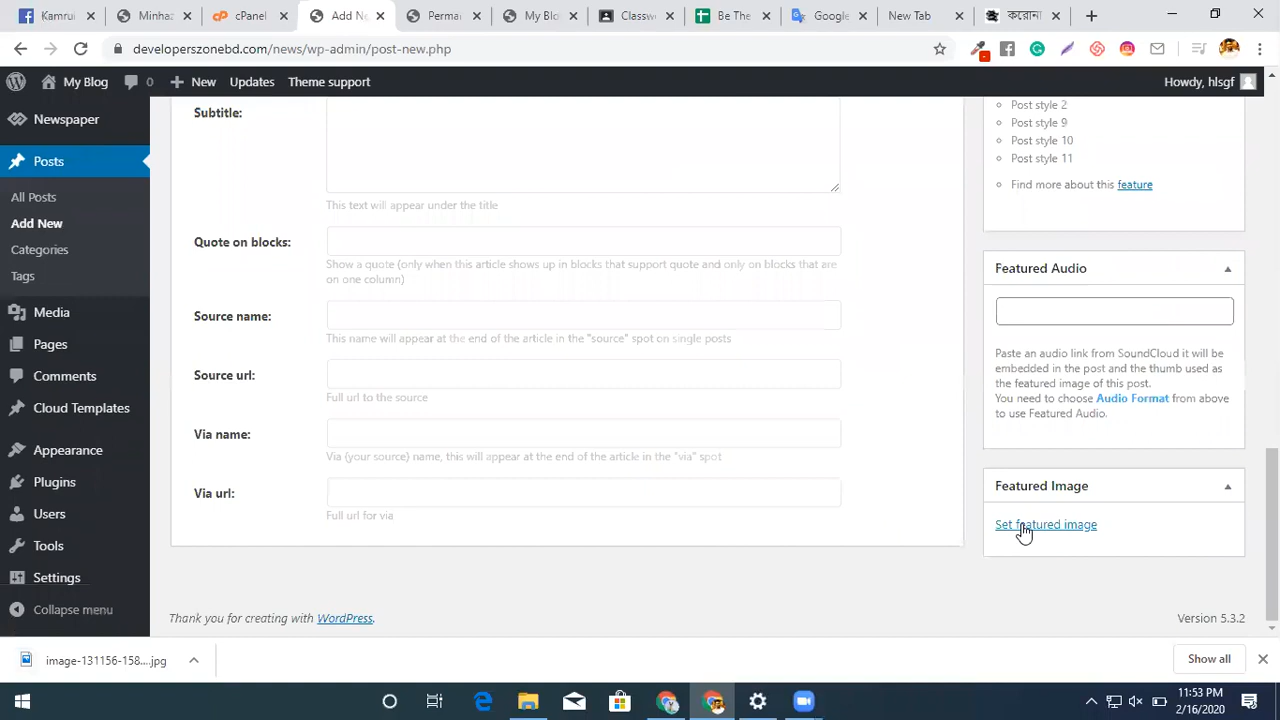 Kamrui
Minhaz
cPanel
Add Ne
Permar
My Blo
Classw
Be The
Google
New Tab
করোনা
developerszonebd.com/news/wp-admin/post-new.php
My Blog
0
New
Updates
Theme support
Howdy, hlsgf
Newspaper
Posts
All Posts
Add New
Categories
Tags
Media
Pages
Comments
Cloud Templates
Appearance
Plugins
Users
Tools
Settings
Collapse menu
Subtitle:
This text will appear under the title
Quote on blocks:
Show a quote (only when this article shows up in blocks that support quote and only on blocks that are
on one column)
Source name:
This name will appear at the end of the article in the "source" spot on single posts
Source url:
Full url to the source
Via name:
Via (your source) name, this will appear at the end of the article in the "via" spot
Via url:
Full url for via
Post style 2
Post style 9
Post style 10
Post style 11
Find more about this feature
Featured Audio
Paste an audio link from SoundCloud it will be
embedded in the post and the thumb used as
the featured image of this post.
You need to choose Audio Format from above
to use Featured Audio.
Featured Image
Set featured image
Thank you for creating with WordPress.
Version 5.3.2
image-131156-158....jpg
Show all
11:53 PM
2/16/2020